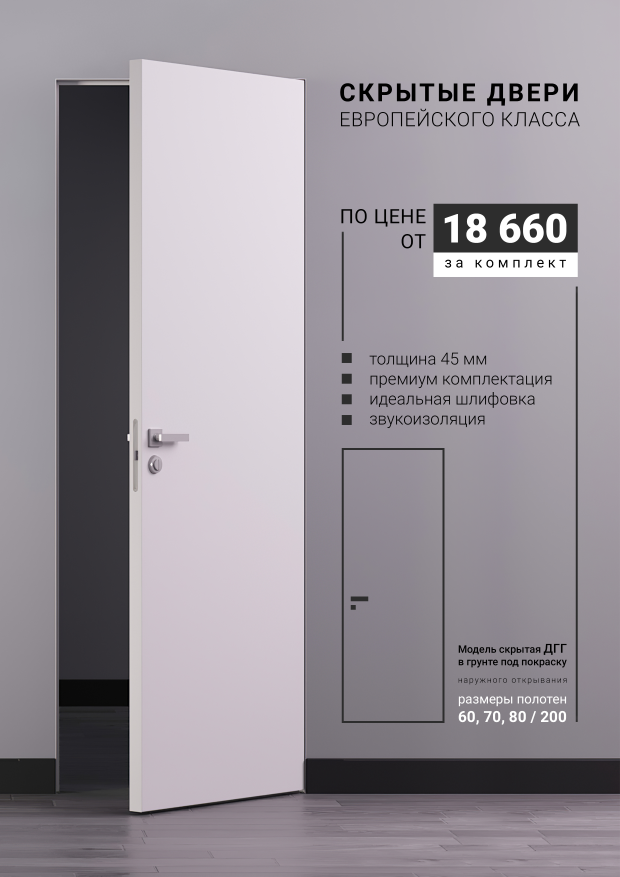 СКРЫТЫЕ ДВЕРИ
ЕВРОПЕЙСКОГО КЛАССА
ПО ЦЕНЕ
ОТ
18 660
за комплект
толщина 45 мм
премиум комплектация
идеальная шлифовка
звукоизоляция
Модель скрытая ДГГ
в грунте под покраску
наружного открывания
размеры полотен
60, 70, 80 / 200